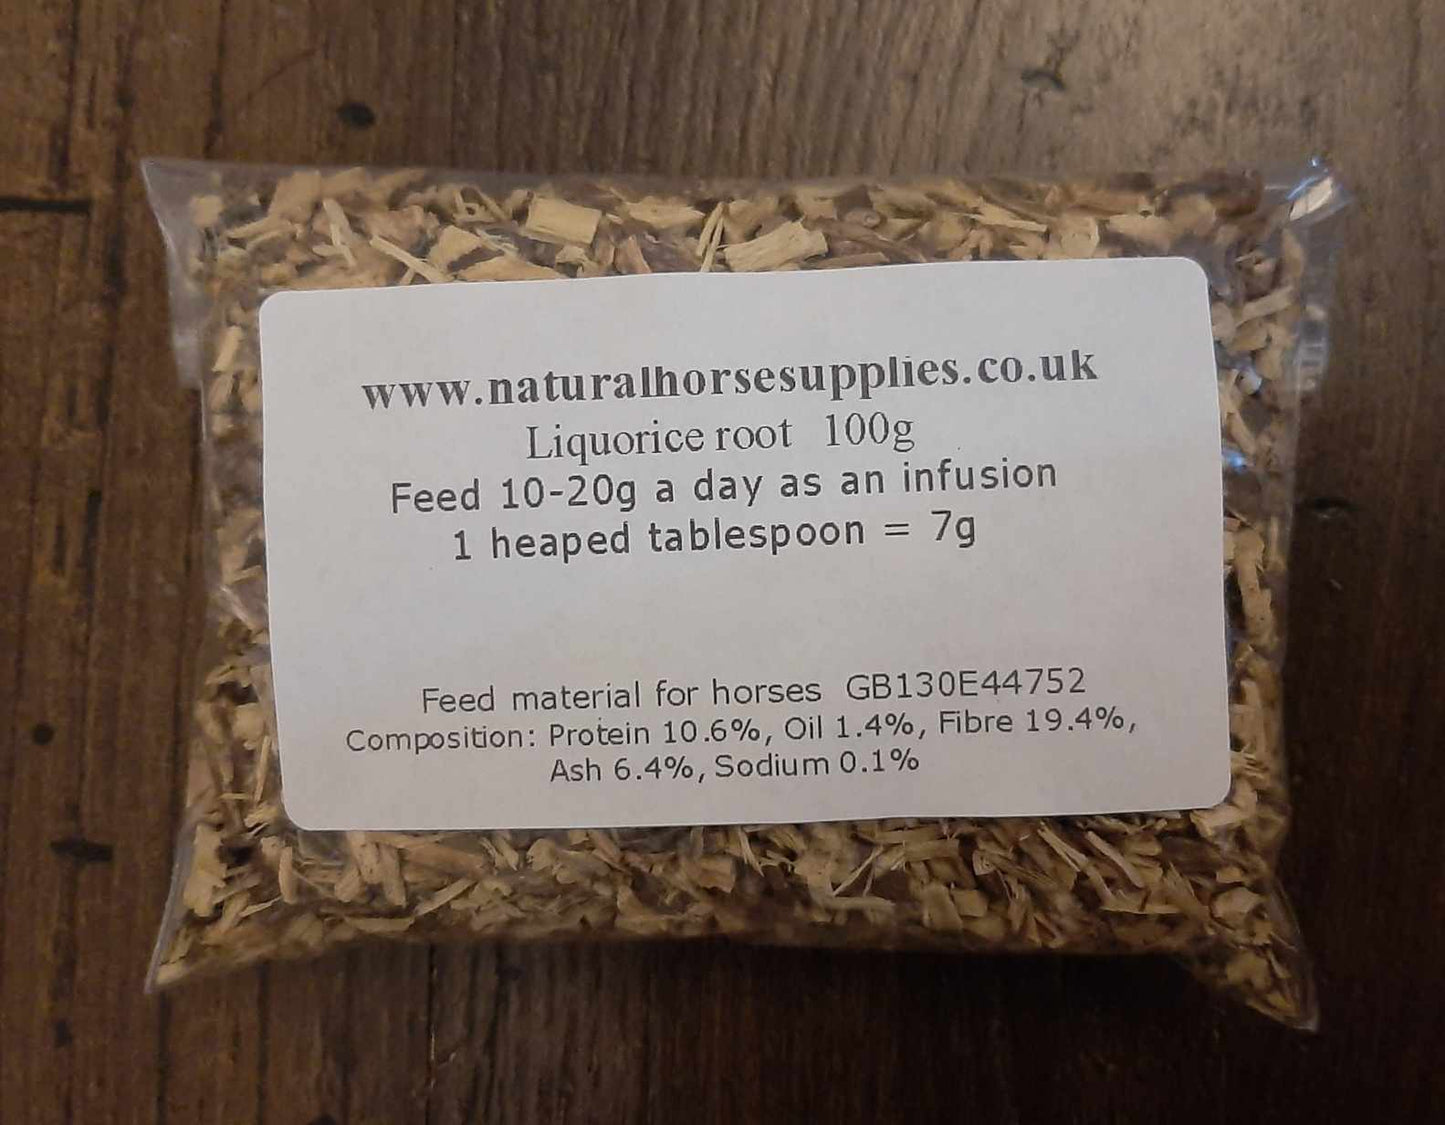 www.naturalhorsesupplies.co.uk
Liquorice root 100g
Feed 10-20g a day as an infusion
1 heaped tablespoon = 7g
Feed material for horses GB130E44752
Composition: Protein 10.6%, Oil 1.4%, Fibre 19.4%,
Ash 6.4%, Sodium 0.1%